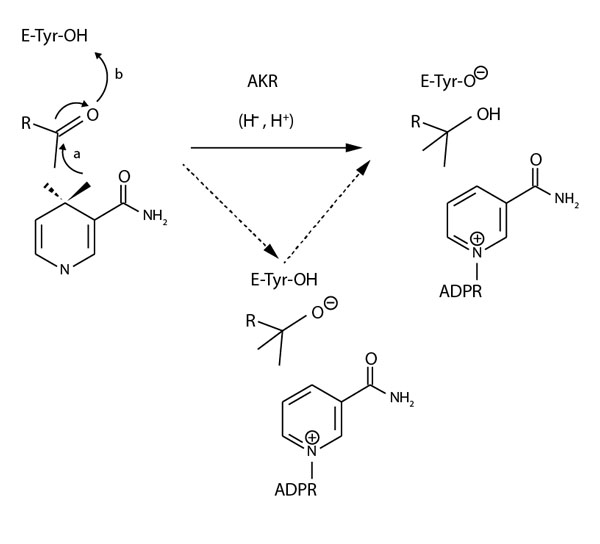 E-Tyr-OH
b
R
O
a
O
NH₂
N
AKR
(H⁻, H⁺)
E-Tyr-O⊖
R
OH
O
NH₂
⊕
N
ADPR
E-Tyr-OH
R
O⊖
O
NH₂
⊕
N
ADPR